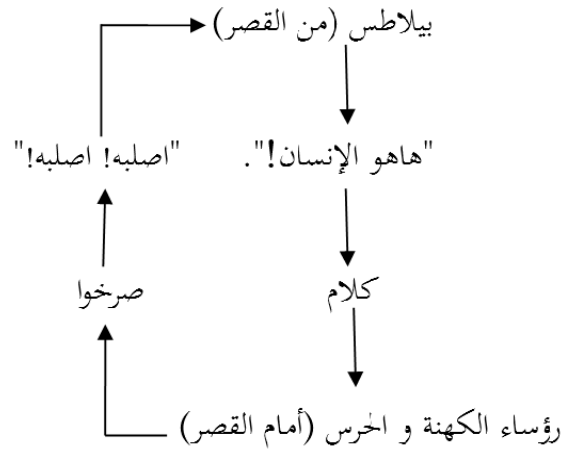 بيلاطس (من القصر)
"هاهو الإنسان!".
"اصلبه! اصلبه!"
كلام
صرخوا
رؤساء الكهنة و الحرس (أمام القصر)